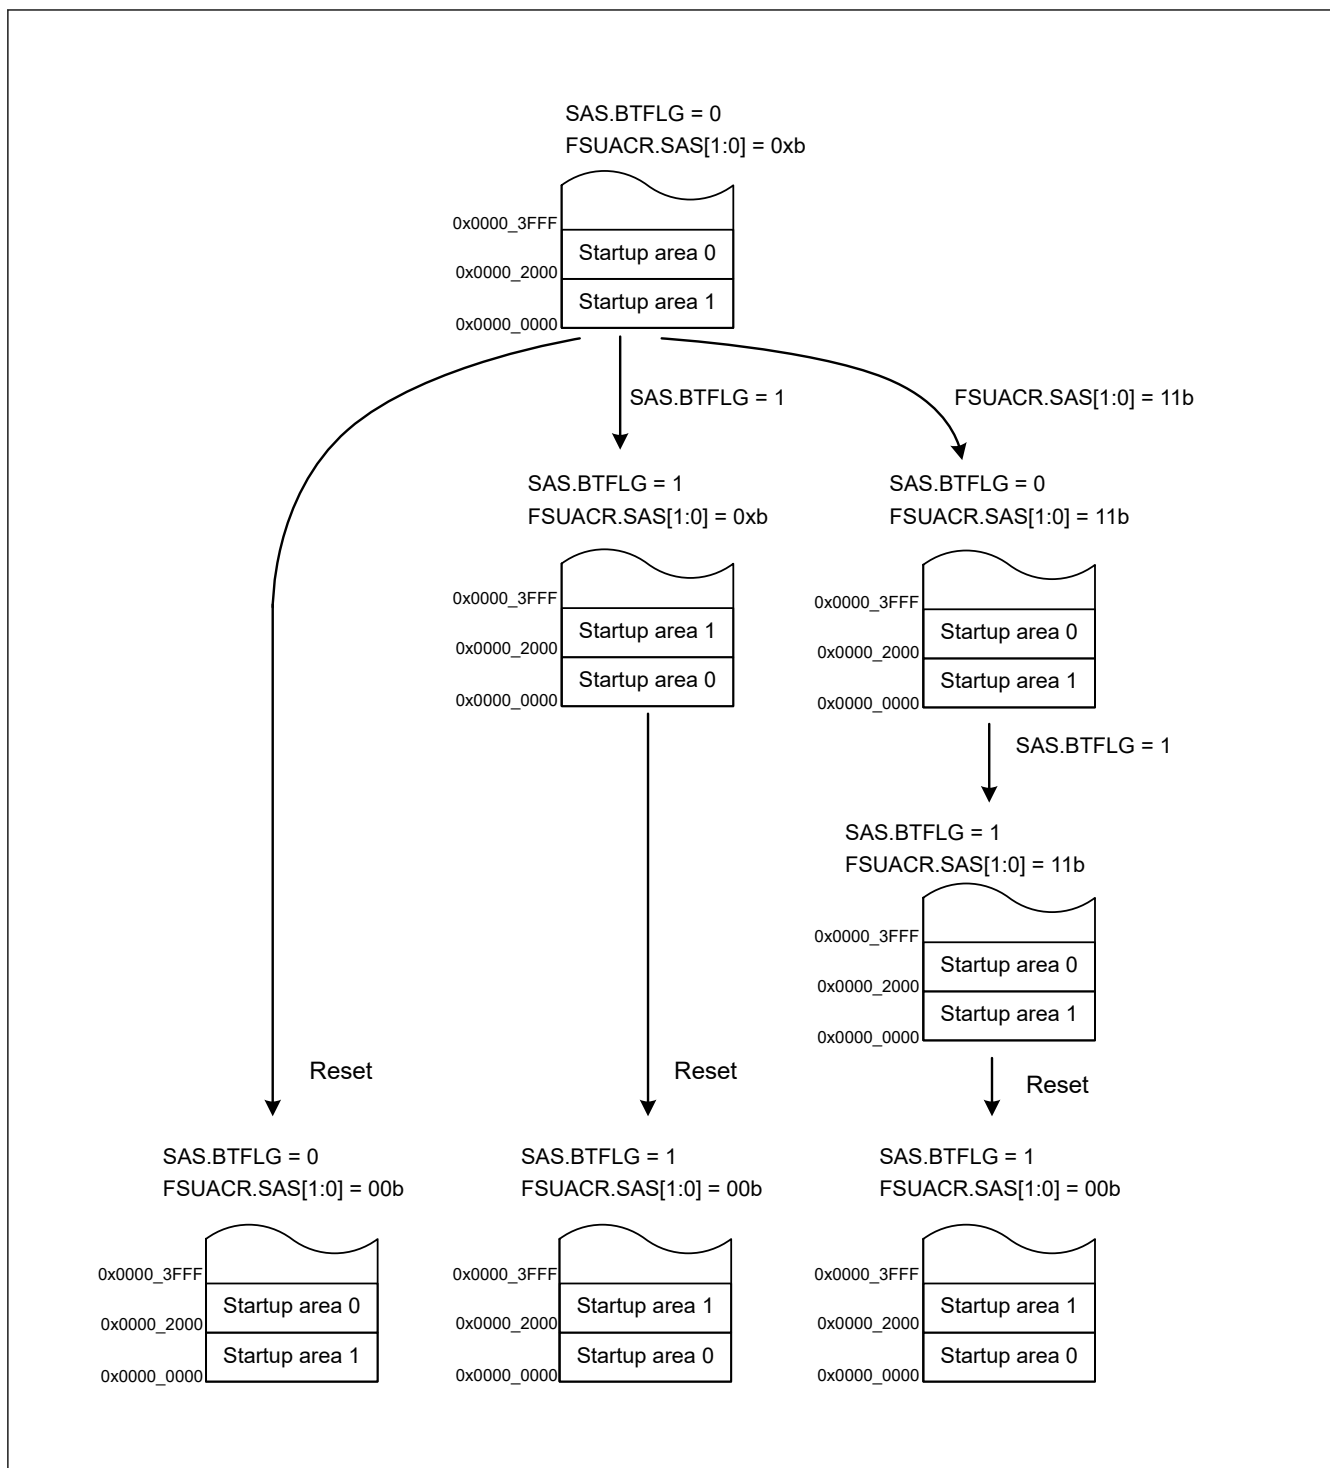 SAS.BTFLG = 0
FSUACR.SAS[1:0] = 0xb
0x0000_3FFF
Startup area 0
0x0000_2000
Startup area 1
0x0000_0000
SAS.BTFLG = 1
FSUACR.SAS[1:0] = 11b
SAS.BTFLG = 1
FSUACR.SAS[1:0] = 0xb
0x0000_3FFF
Startup area 1
0x0000_2000
Startup area 0
0x0000_0000
SAS.BTFLG = 0
FSUACR.SAS[1:0] = 11b
0x0000_3FFF
Startup area 0
0x0000_2000
Startup area 1
0x0000_0000
SAS.BTFLG = 1
SAS.BTFLG = 1
FSUACR.SAS[1:0] = 11b
0x0000_3FFF
Startup area 0
0x0000_2000
Startup area 1
0x0000_0000
Reset
Reset
Reset
SAS.BTFLG = 0
FSUACR.SAS[1:0] = 00b
0x0000_3FFF
Startup area 0
0x0000_2000
Startup area 1
0x0000_0000
SAS.BTFLG = 1
FSUACR.SAS[1:0] = 00b
0x0000_3FFF
Startup area 1
0x0000_2000
Startup area 0
0x0000_0000
SAS.BTFLG = 1
FSUACR.SAS[1:0] = 00b
0x0000_3FFF
Startup area 1
0x0000_2000
Startup area 0
0x0000_0000